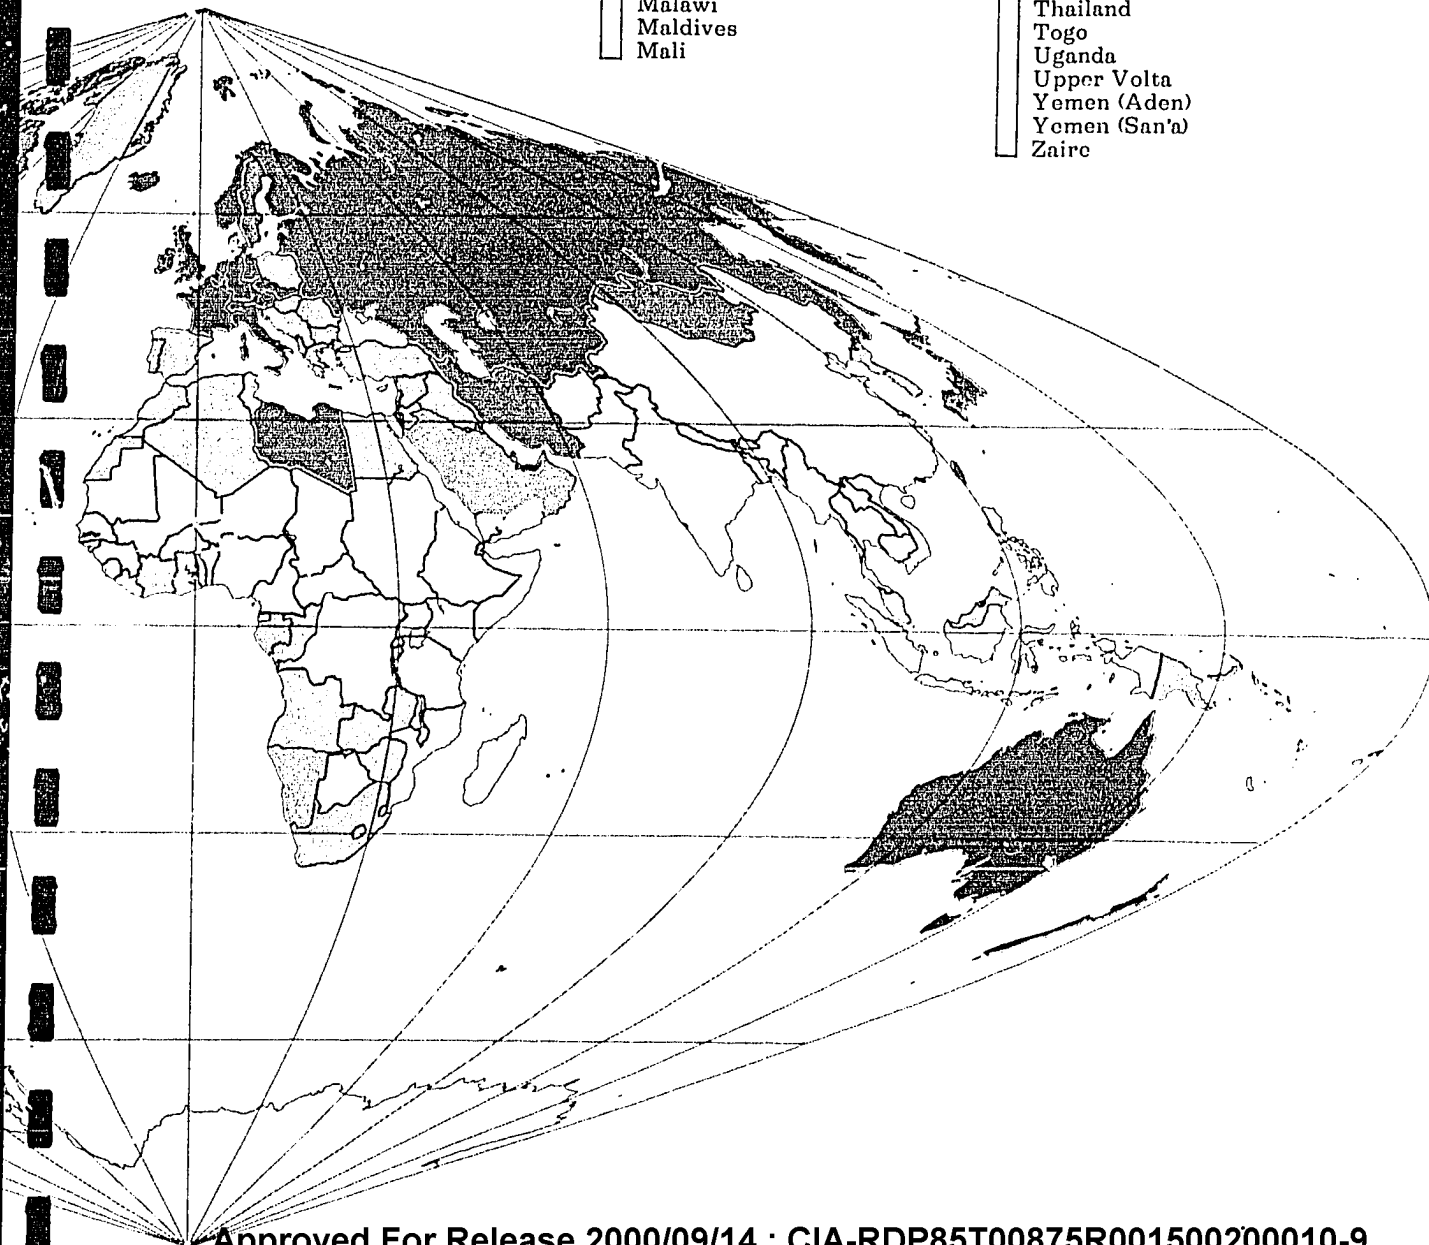 Malawi
Maldives
Mali
Thailand
Togo
Uganda
Upper Volta
Yemen (Aden)
Yemen (San'a)
Zaire
Approved For Release 2000/09/14 : CIA-RDP85T00875R001500200010-9